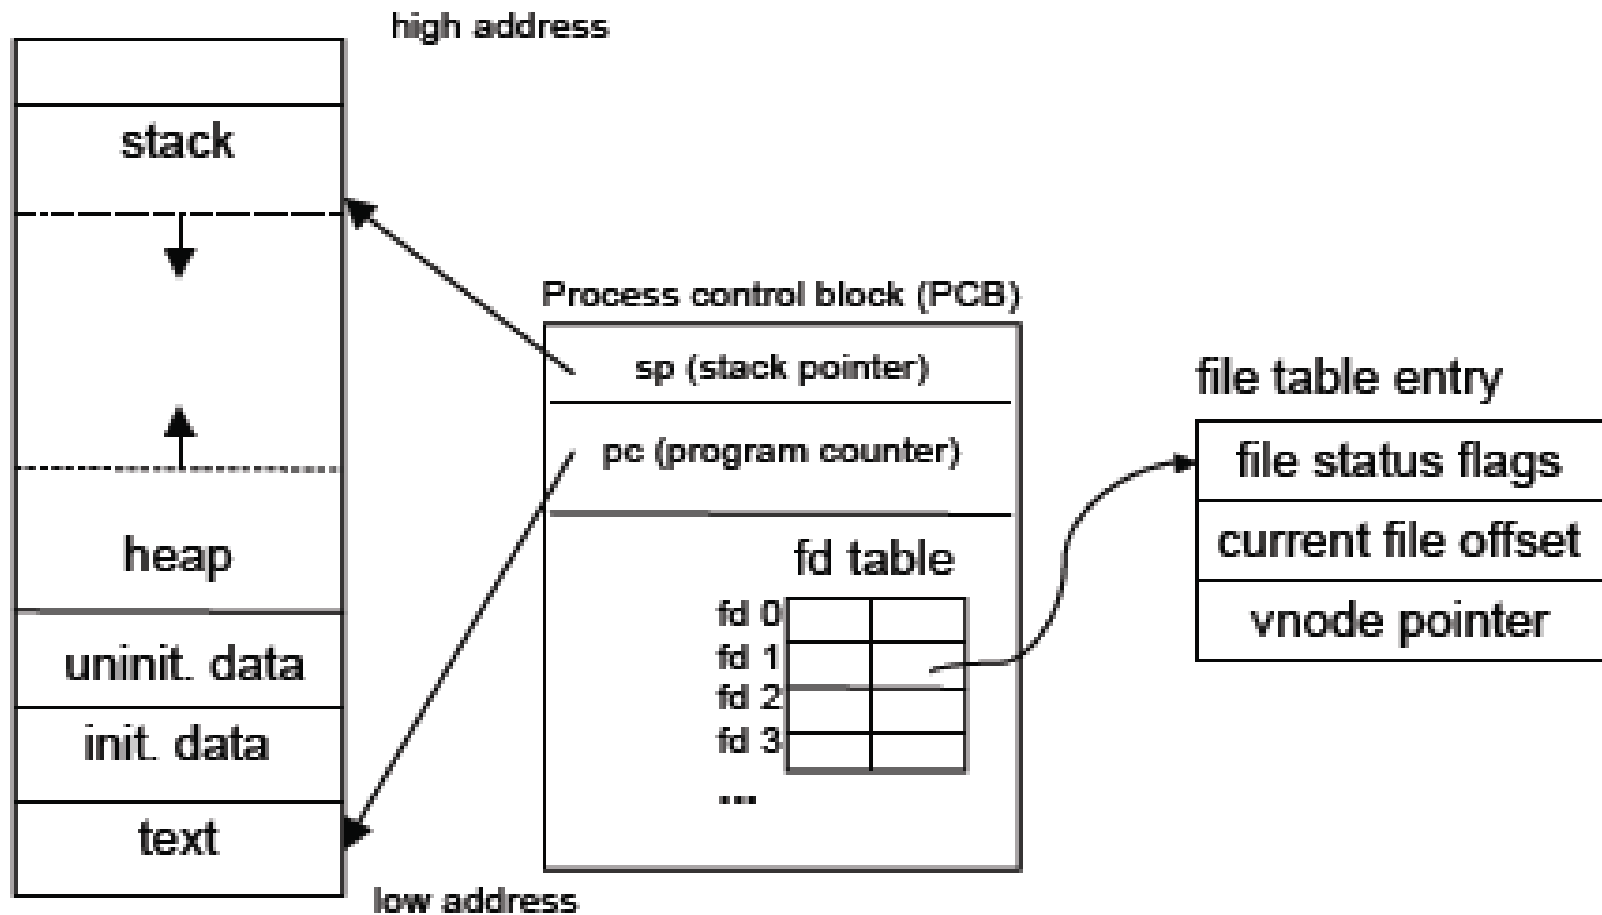 high address
stack
heap
uninit. data
init. data
text
low address
Process control block (PCB)
sp (stack pointer)
pc (program counter)
fd table
fd 0
fd 1
fd 2
fd 3
...
file table entry
file status flags
current file offset
vnode pointer